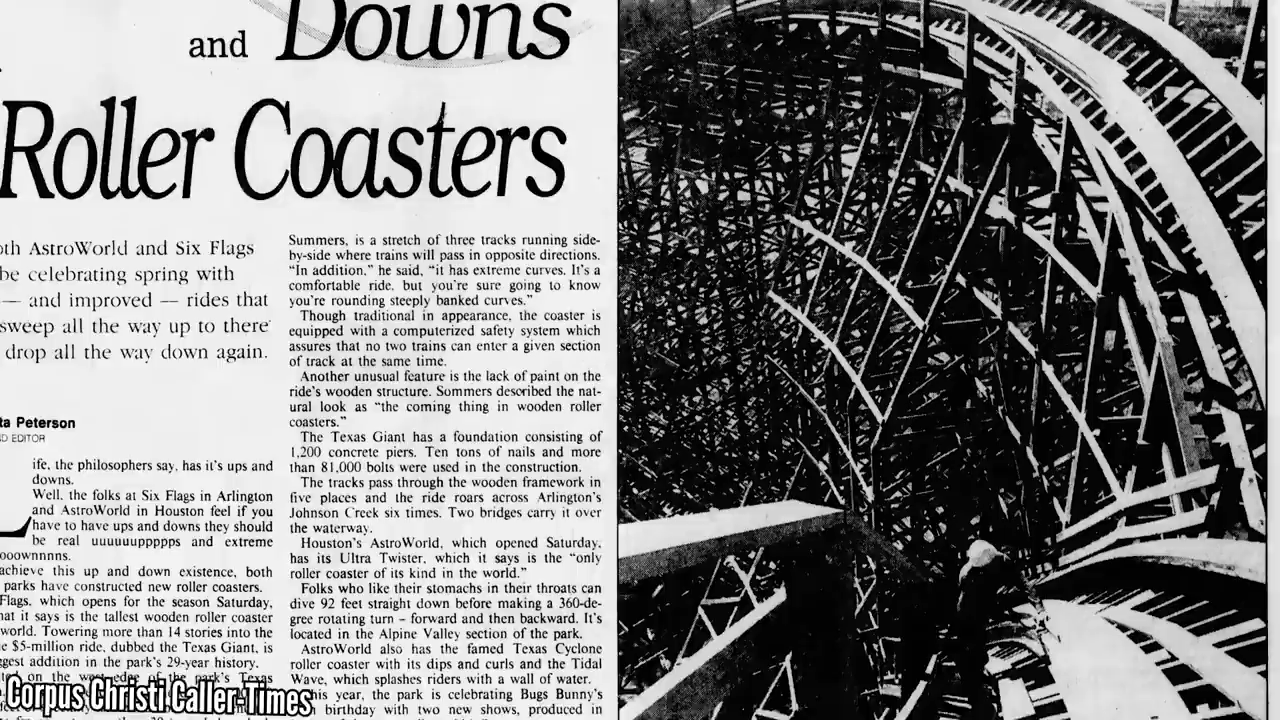 and Downs
Roller Coasters
oth AstroWorld and Six Flags
be celebrating spring with
— and improved — rides that
sweep all the way up to there
drop all the way down again.
ta Peterson
D EDITOR
ife, the philosophers say, has it's ups and
downs.
Well, the folks at Six Flags in Arlington
and AstroWorld in Houston feel if you
have to have ups and downs they should
be real uuuuuuppppps and extreme
ooownnnns.
achieve this up and down existence, both
parks have constructed new roller coasters.
Flags, which opens for the season Saturday,
hat it says is the tallest wooden roller coaster
world. Towering more than 14 stories into the
e $5-million ride, dubbed the Texas Giant, is
ggest addition in the park's 29-year history.
on the west edge of the park's Texas
Summers, is a stretch of three tracks running side-
by-side where trains will pass in opposite directions.
"In addition," he said, "it has extreme curves. It's a
comfortable ride, but you're sure going to know
you're rounding steeply banked curves."
Though traditional in appearance, the coaster is
equipped with a computerized safety system which
assures that no two trains can enter a given section
of track at the same time.
Another unusual feature is the lack of paint on the
ride's wooden structure. Sommers described the nat-
ural look as "the coming thing in wooden roller
coasters."
The Texas Giant has a foundation consisting of
1,200 concrete piers. Ten tons of nails and more
than 81,000 bolts were used in the construction.
The tracks pass through the wooden framework in
five places and the ride roars across Arlington's
Johnson Creek six times. Two bridges carry it over
the waterway.
Houston's AstroWorld, which opened Saturday,
has its Ultra Twister, which it says is the "only
roller coaster of its kind in the world."
Folks who like their stomachs in their throats can
dive 92 feet straight down before making a 360-de-
gree rotating turn – forward and then backward. It's
located in the Alpine Valley section of the park.
AstroWorld also has the famed Texas Cyclone
roller coaster with its dips and curls and the Tidal
Wave, which splashes riders with a wall of water.
this year, the park is celebrating Bugs Bunny's
birthday with two new shows, produced in
Corpus Christi Caller-Times